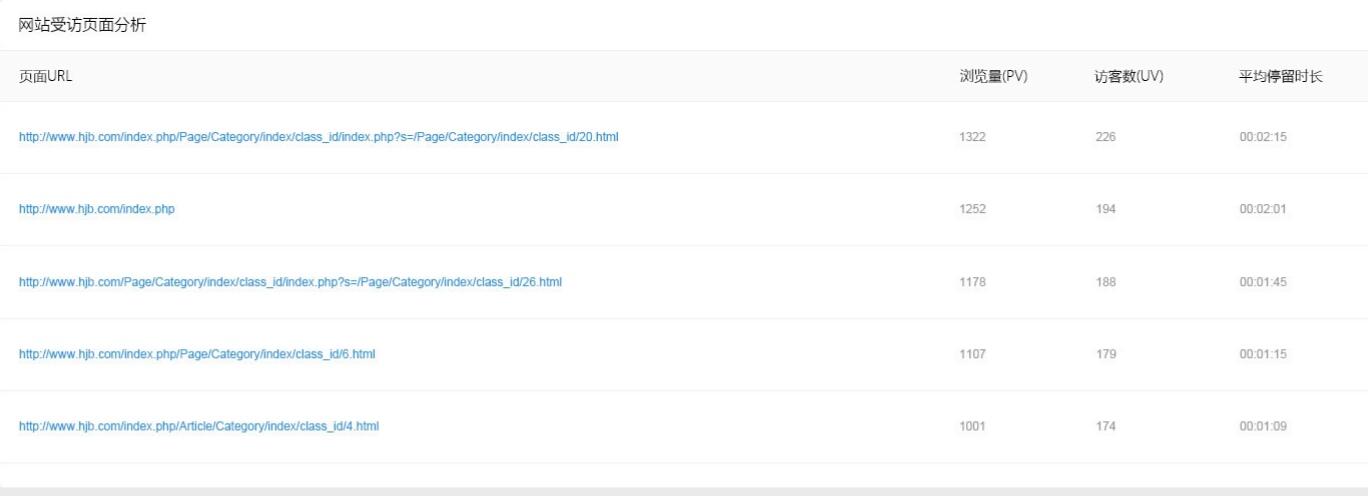 网站受访页面分析
页面URL 浏览量(PV) 访客数(UV) 平均停留时长
http://www.hjb.com/index.php/Page/Category/index/class_id/index.php?s=/Page/Category/index/class_id/20.html 1322 226 00:02:15
http://www.hjb.com/index.php 1252 194 00:02:01
http://www.hjb.com/Page/Category/index/class_id/index.php?s=/Page/Category/index/class_id/26.html 1178 188 00:01:45
http://www.hjb.com/index.php/Page/Category/index/class_id/6.html 1107 179 00:01:15
http://www.hjb.com/index.php/Article/Category/index/class_id/4.html 1001 174 00:01:09